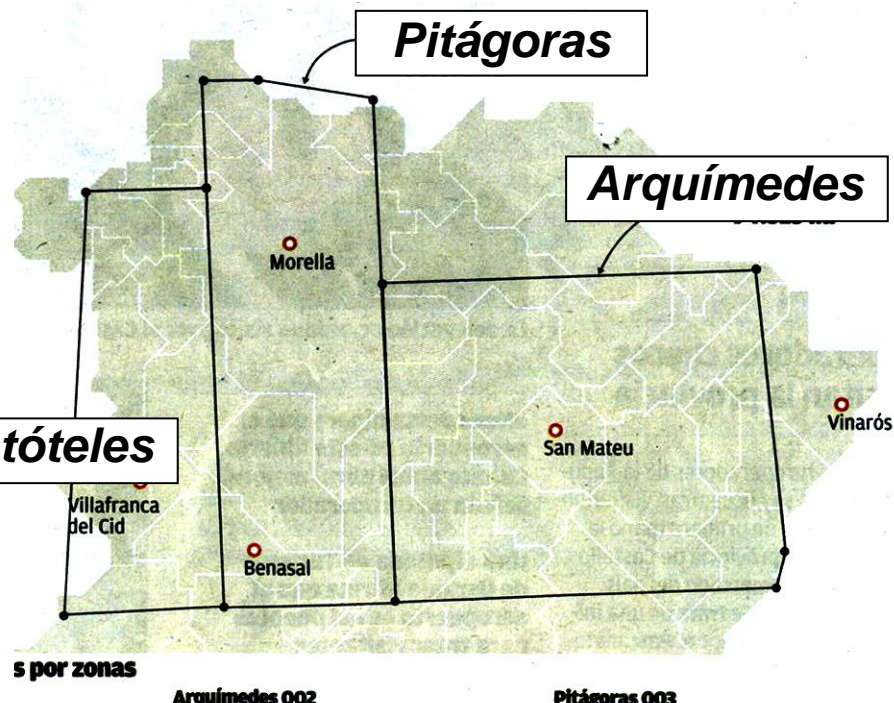 Pitágoras
Arquímedes
Morella
Vinarós
San Mateu
tóteles
Villafranca
del Cid
Benasal
s por zonas
Arquímedes 002
Pitágoras 003